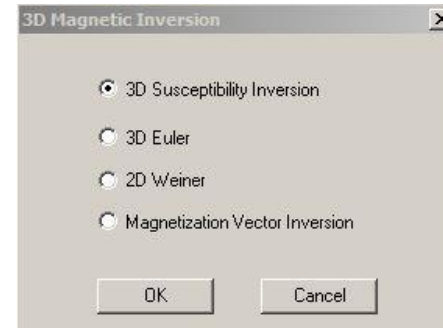 3D Magnetic Inversion
3D Susceptibility Inversion
3D Euler
2D Weiner
Magnetization Vector Inversion
OK Cancel